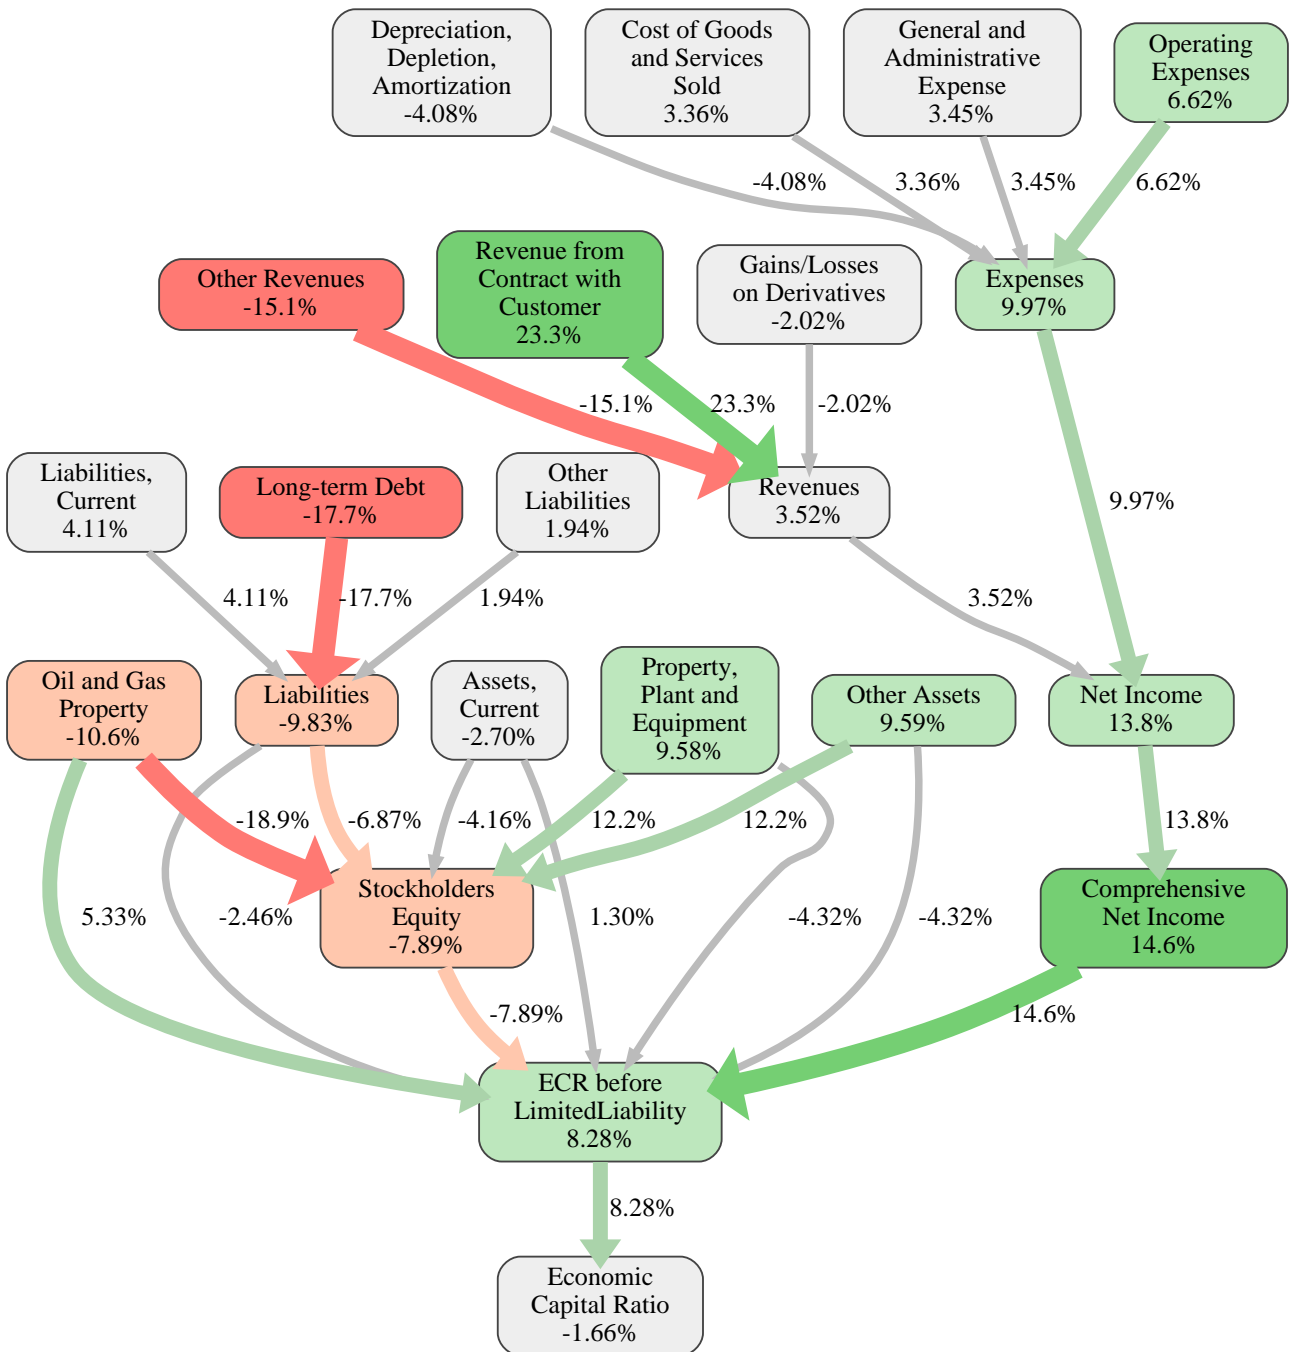 Depreciation,
Depletion,
Amortization
-4.08%
Cost of Goods
and Services
Sold
3.36%
General and
Administrative
Expense
3.45%
Operating
Expenses
6.62%
-4.08%
3.36%
3.45%
6.62%
Other Revenues
-15.1%
Revenue from
Contract with
Customer
23.3%
Gains/Losses
on Derivatives
-2.02%
Expenses
9.97%
-15.1%
23.3%
-2.02%
9.97%
Liabilities,
Current
4.11%
Long-term Debt
-17.7%
Other
Liabilities
1.94%
Revenues
3.52%
4.11%
-17.7%
1.94%
3.52%
Oil and Gas
Property
-10.6%
Liabilities
-9.83%
Assets,
Current
-2.70%
Property,
Plant and
Equipment
9.58%
Other Assets
9.59%
Net Income
13.8%
-18.9%
-6.87%
-4.16%
12.2%
12.2%
13.8%
5.33%
-2.46%
Stockholders
Equity
-7.89%
1.30%
-4.32%
-4.32%
Comprehensive
Net Income
14.6%
-7.89%
14.6%
ECR before
LimitedLiability
8.28%
8.28%
Economic
Capital Ratio
-1.66%